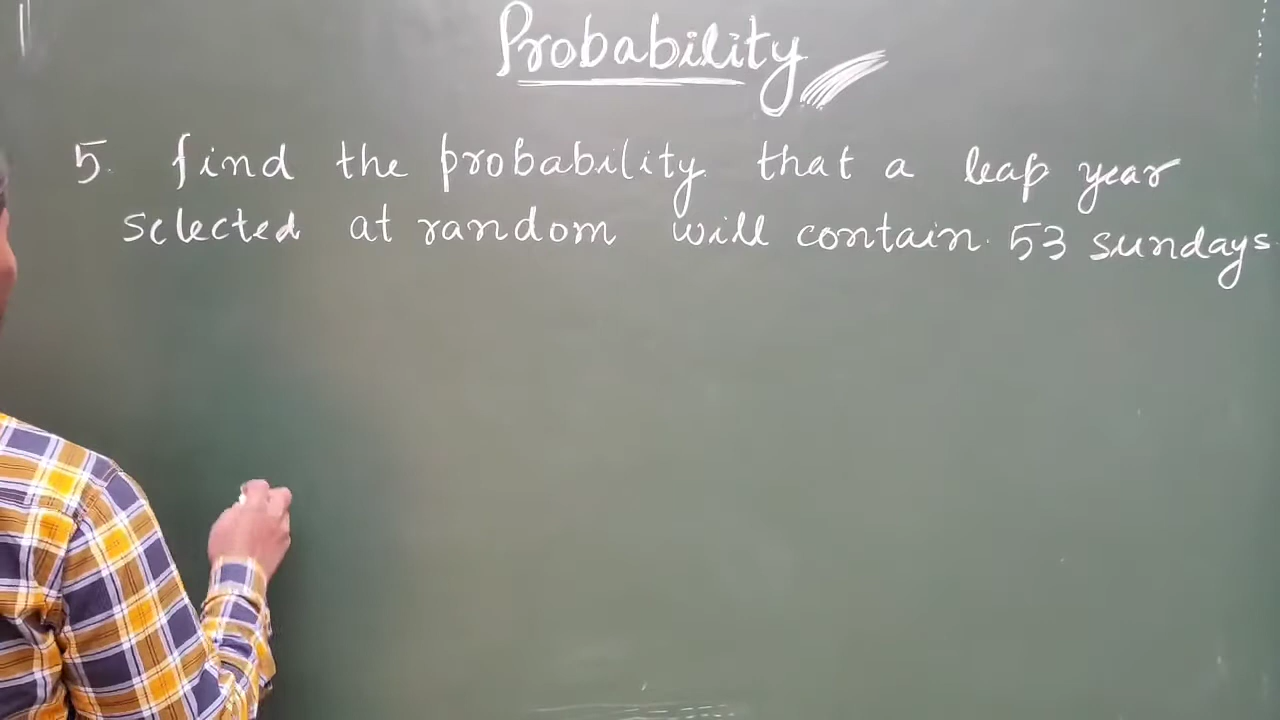 Probability
5. find the probability that a leap year
selected at random will contain 53 sundays